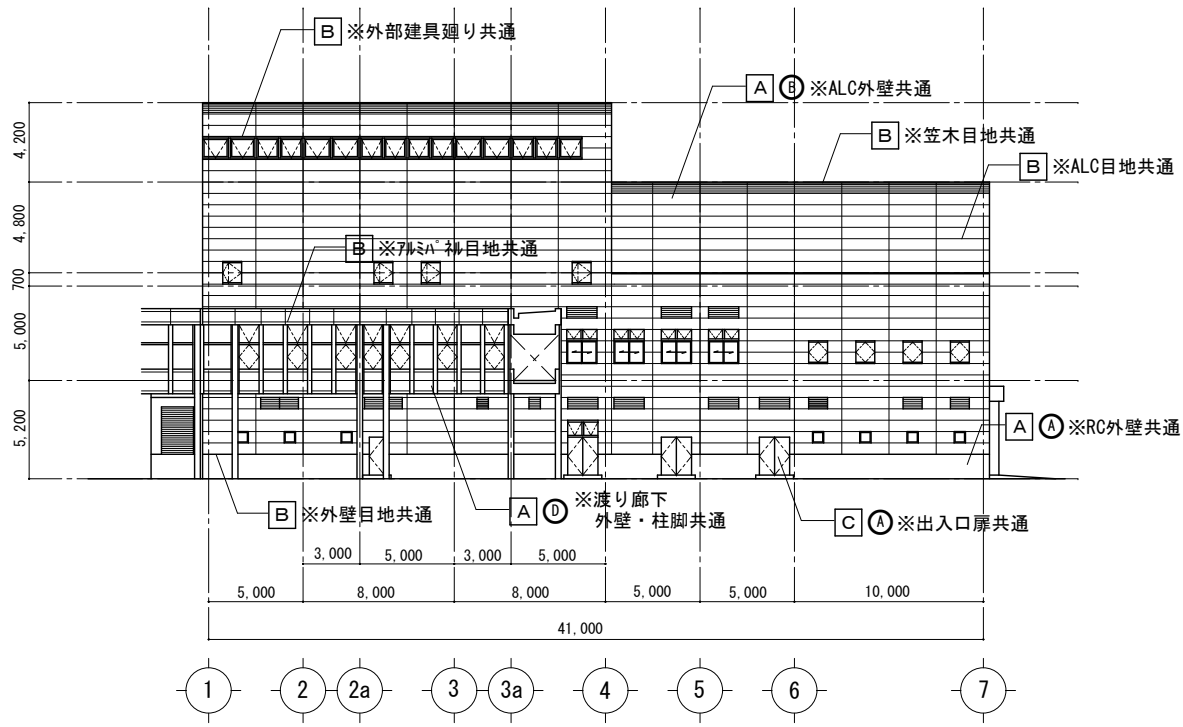 B ※外部建具廻り共通
A B ※ALC外壁共通
B ※笠木目地共通
B ※ALC目地共通
B ※アルミパネル目地共通
4,200
4,800
700
5,000
5,200
A A ※RC外壁共通
B ※外壁目地共通
A D ※渡り廊下
外壁・柱脚共通
C A ※出入口扉共通
3,000 5,000 3,000 5,000
5,000 8,000 8,000 5,000 5,000 10,000
41,000
1 2 2a 3 3a 4 5 6 7